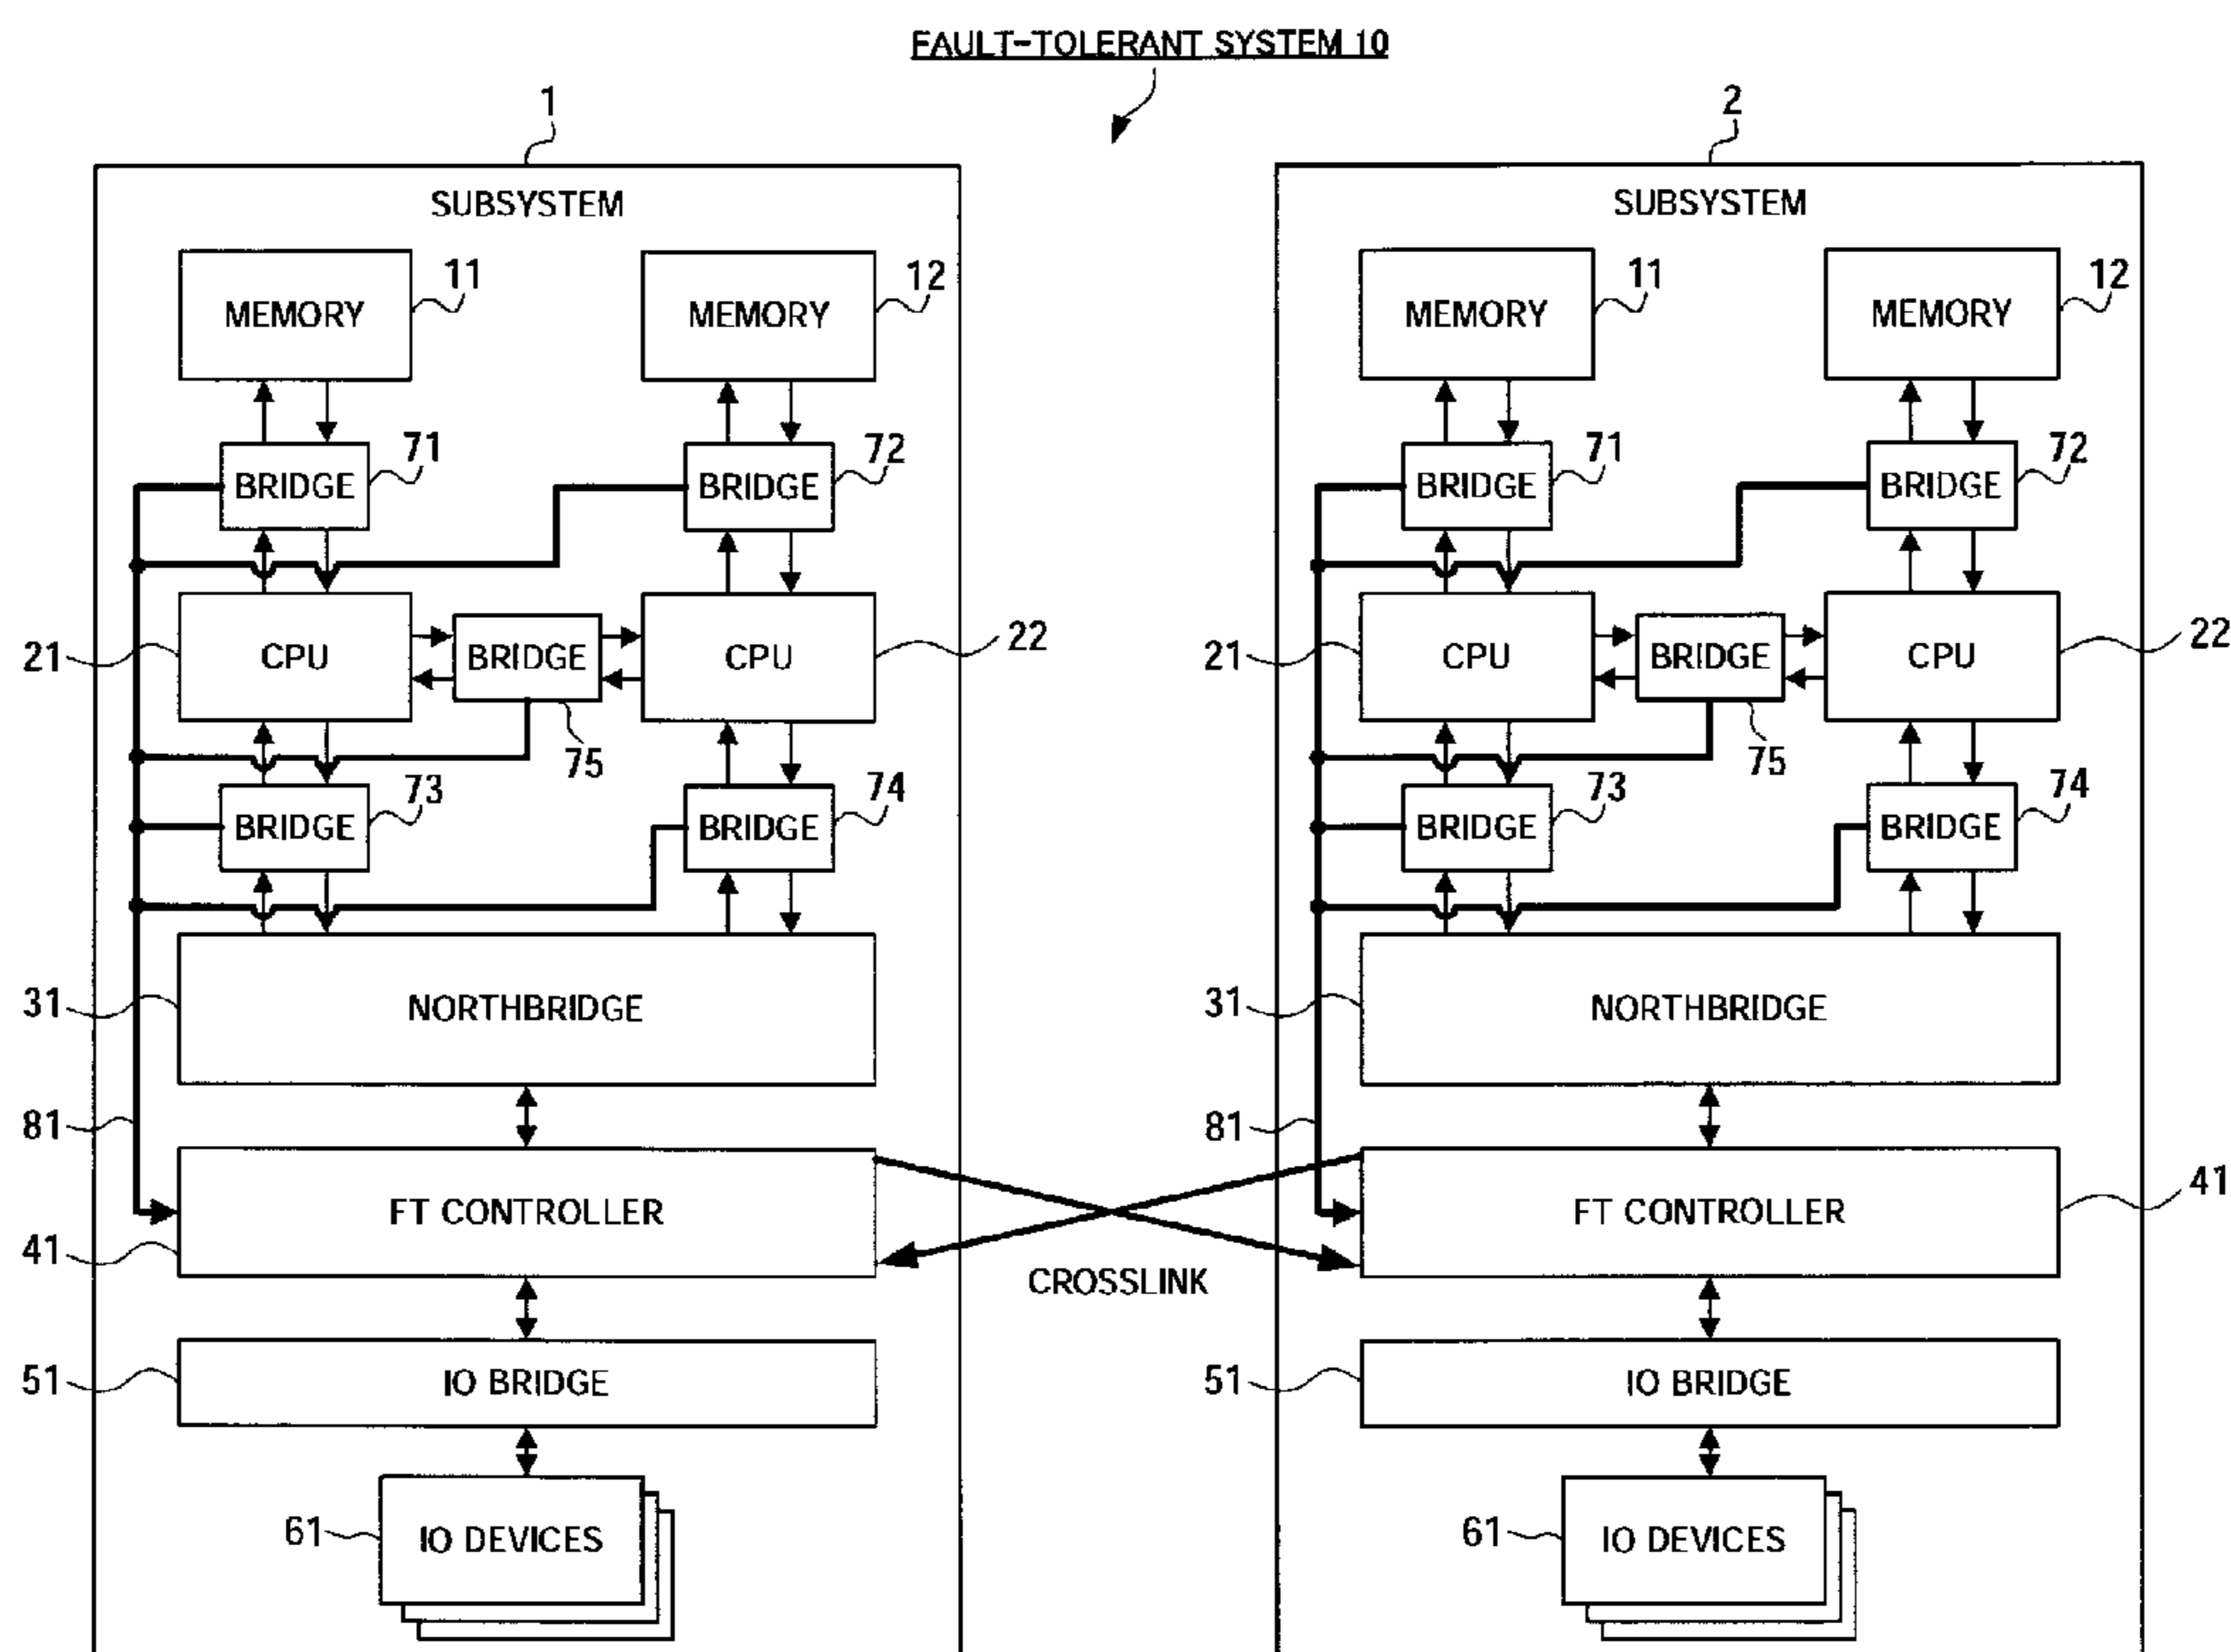 FAULT-TOLERANT SYSTEM 10
1
SUBSYSTEM
MEMORY
11
MEMORY
12
BRIDGE
71
BRIDGE
72
21
CPU
BRIDGE
75
CPU
22
BRIDGE
73
BRIDGE
74
31
NORTHBRIDGE
81
FT CONTROLLER
41
51
IO BRIDGE
61
IO DEVICES
CROSSLINK
2
SUBSYSTEM
MEMORY
11
MEMORY
12
BRIDGE
71
BRIDGE
72
21
CPU
BRIDGE
75
CPU
22
BRIDGE
73
BRIDGE
74
31
NORTHBRIDGE
81
FT CONTROLLER
41
51
IO BRIDGE
61
IO DEVICES